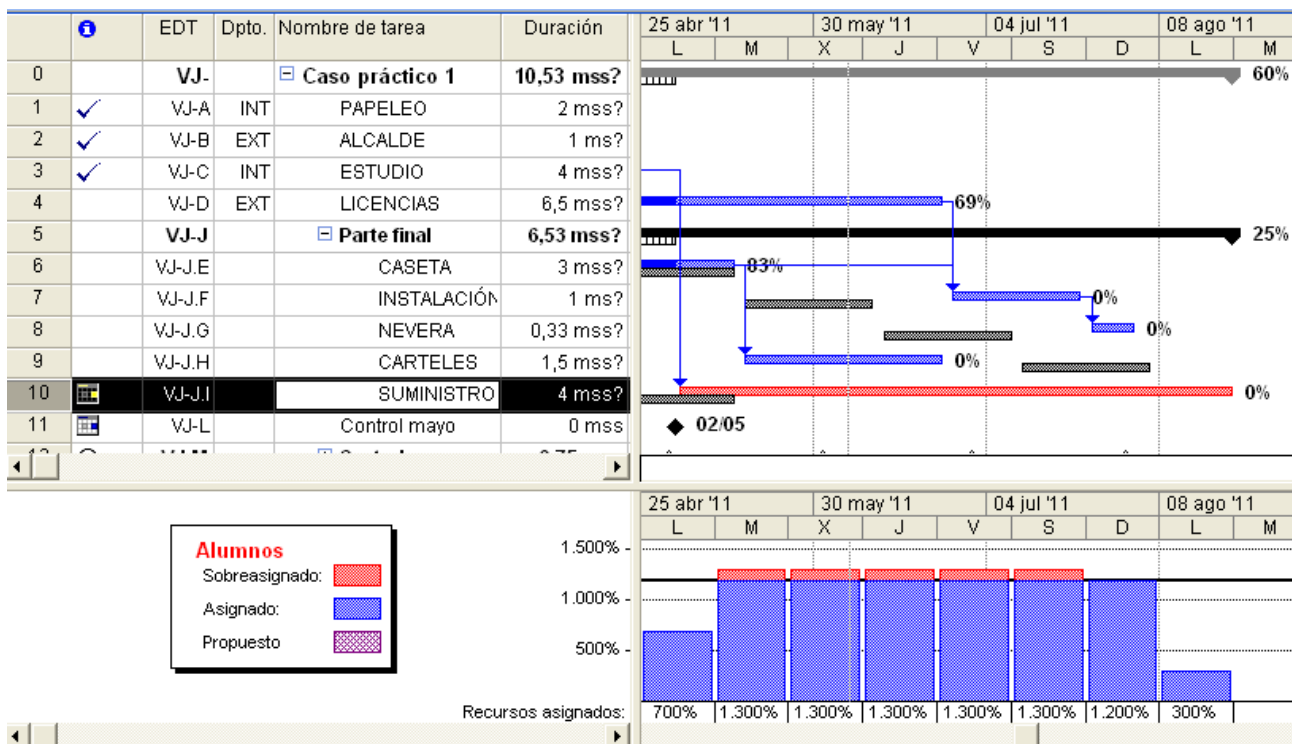 EDT Dpto. Nombre de tarea Duración 25 abr '11 30 may '11 04 jul '11 08 ago '11
L M X J V S D L M
0 VJ- Caso práctico 1 10,53 mss? 60%
1 VJ-A INT PAPELEO 2 mss?
2 VJ-B EXT ALCALDE 1 ms?
3 VJ-C INT ESTUDIO 4 mss?
4 VJ-D EXT LICENCIAS 6,5 mss? 69%
5 VJ-J Parte final 6,53 mss? 25%
6 VJ-J.E CASETA 3 mss? 83%
7 VJ-J.F INSTALACIÓN 1 ms? 0%
8 VJ-J.G NEVERA 0,33 mss? 0%
9 VJ-J.H CARTELES 1,5 mss? 0%
10 VJ-J.I SUMINISTRO 4 mss? 0%
11 VJ-L Control mayo 0 mss 02/05
25 abr '11 30 may '11 04 jul '11 08 ago '11
L M X J V S D L M
Alumnos
Sobreasignado:
Asignado:
Propuesto
1.500%
1.000%
500%
Recursos asignados: 700% 1.300% 1.300% 1.300% 1.300% 1.300% 1.200% 300%